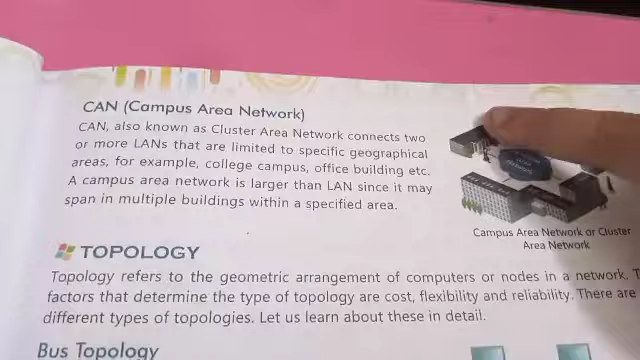 CAN (Campus Area Network)
CAN, also known as Cluster Area Network connects two
or more LANs that are limited to specific geographical
areas, for example, college campus, office building etc.
A campus area network is larger than LAN since it may
span in multiple buildings within a specified area.
Network
Campus Area Network or Cluster
Area Network
TOPOLOGY
Topology refers to the geometric arrangement of computers or nodes in a network.
factors that determine the type of topology are cost, flexibility and reliability. There are
different types of topologies. Let us learn about these in detail.
Bus Topology